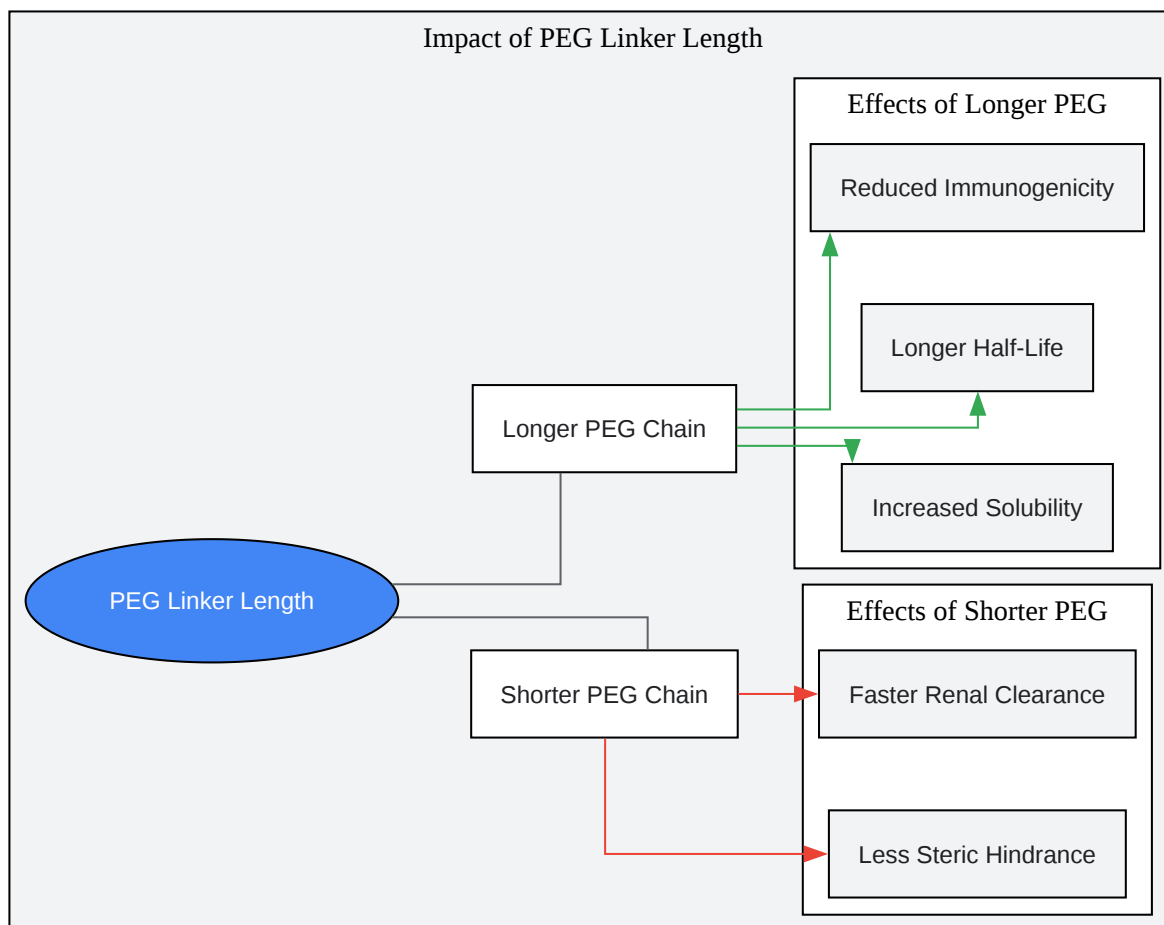 Impact of PEG Linker Length
Effects of Longer PEG
Reduced Immunogenicity
Longer Half-Life
Longer PEG Chain
Increased Solubility
PEG Linker Length
Effects of Shorter PEG
Shorter PEG Chain
Faster Renal Clearance
Less Steric Hindrance